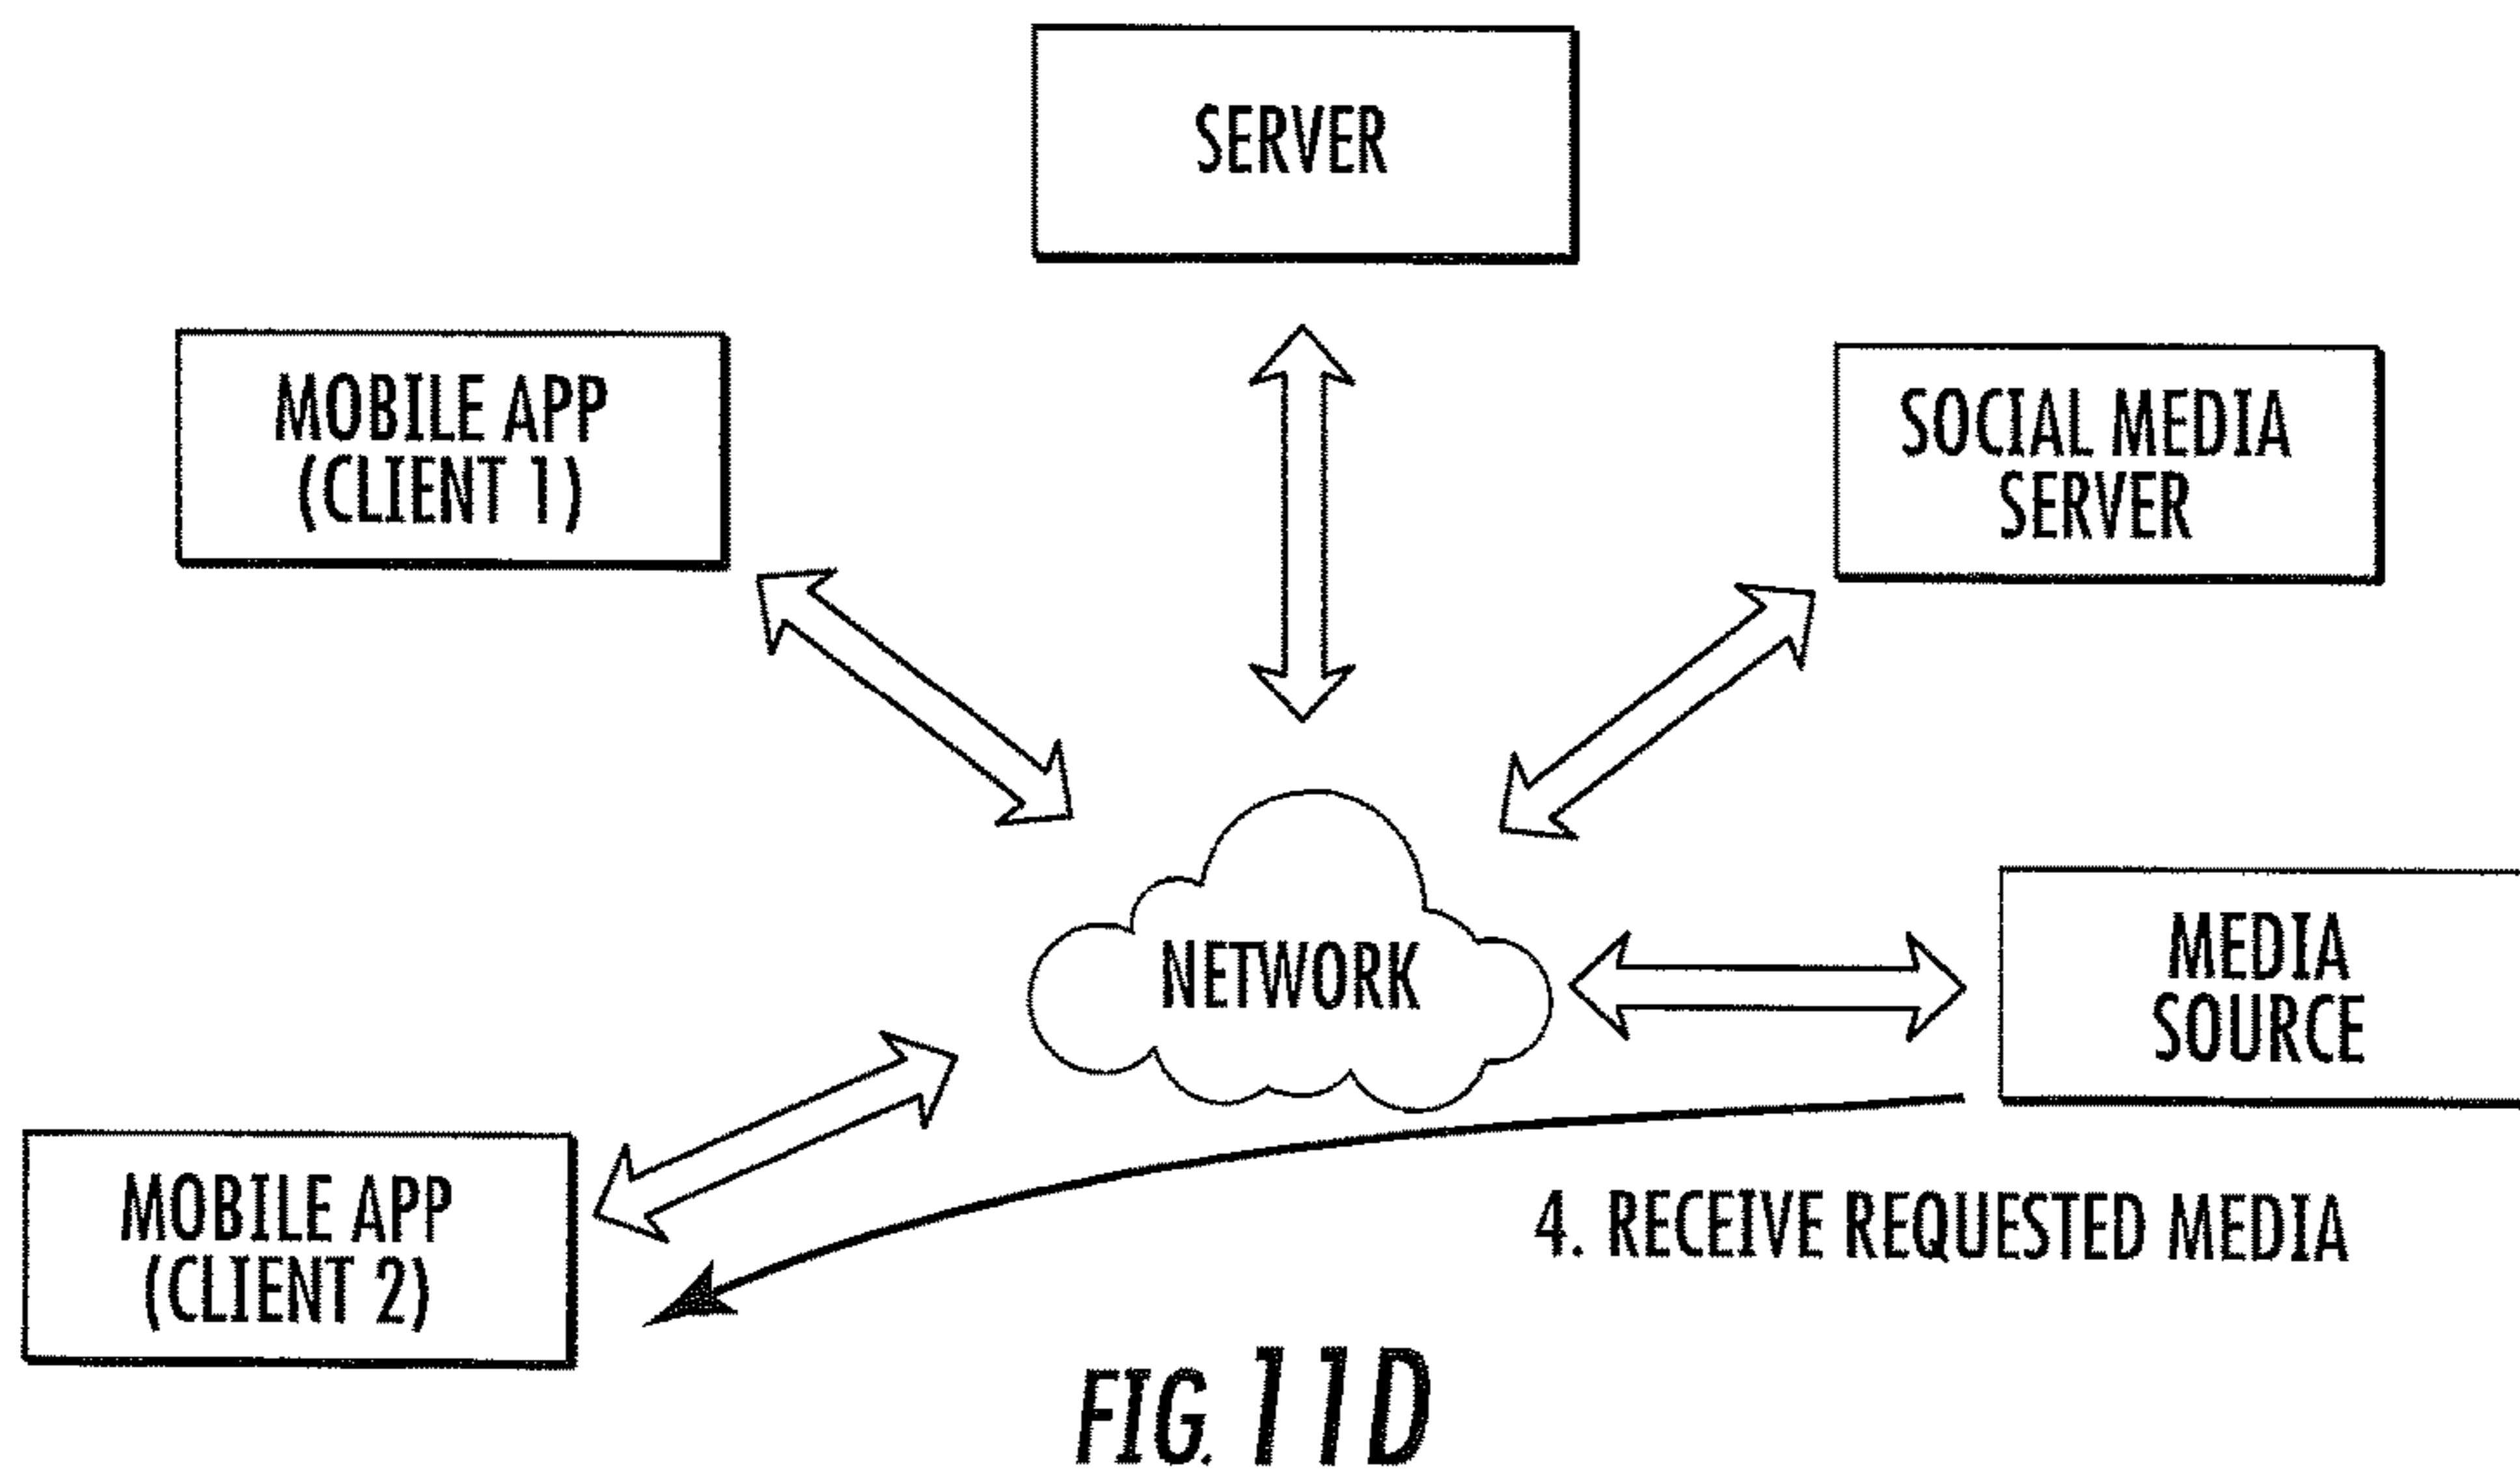 SERVER
MOBILE APP
(CLIENT 1)
SOCIAL MEDIA
SERVER
NETWORK
MEDIA
SOURCE
MOBILE APP
(CLIENT 2)
4. RECEIVE REQUESTED MEDIA
FIG. 11D